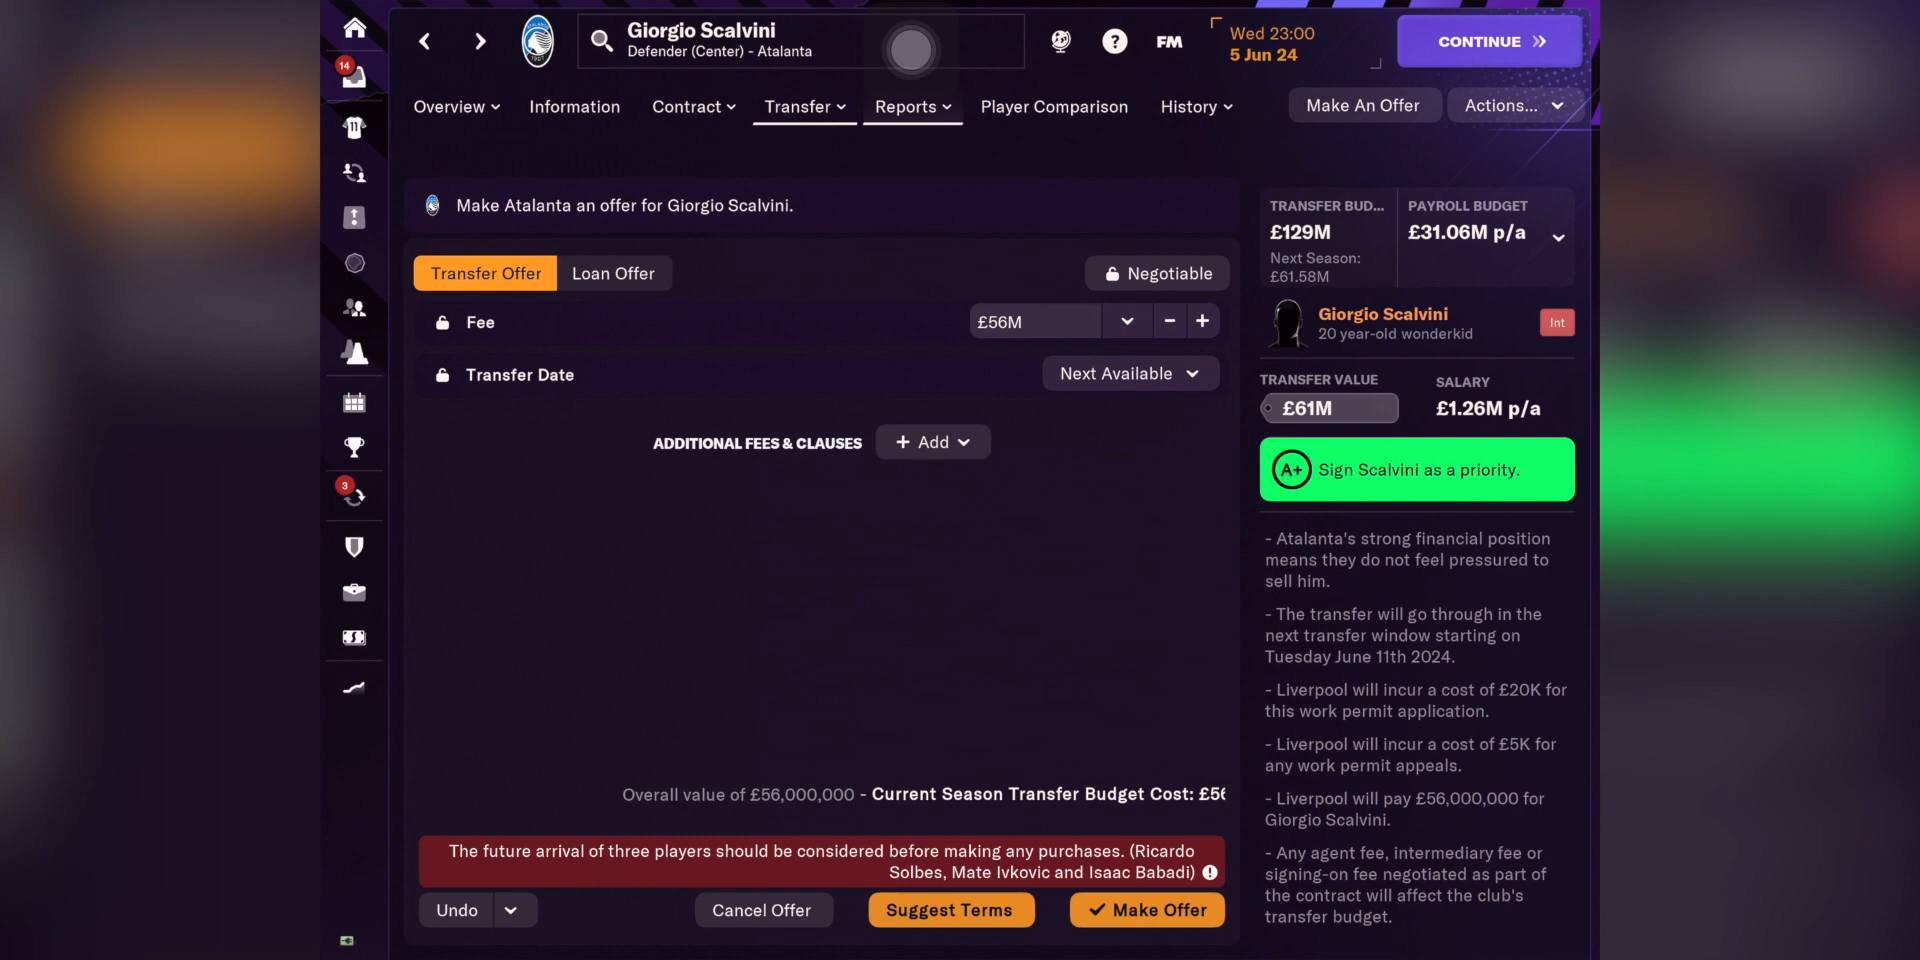 Giorgio Scalvini
Defender (Center) - Atalanta
Wed 23:00
5 Jun 24
CONTINUE
14
11
3
Overview
Information
Contract
Transfer
Reports
Player Comparison
History
Make An Offer
Actions...
FM
?
Make Atalanta an offer for Giorgio Scalvini.
Transfer Offer
Loan Offer
Negotiable
Fee
£56M
Transfer Date
Next Available
ADDITIONAL FEES & CLAUSES
+ Add
Overall value of £56,000,000 - Current Season Transfer Budget Cost: £56
The future arrival of three players should be considered before making any purchases. (Ricardo
Solbes, Mate Ivkovic and Isaac Babadi)
Undo
Cancel Offer
Suggest Terms
Make Offer
TRANSFER BUD...
£129M
Next Season:
£61.58M
PAYROLL BUDGET
£31.06M p/a
Giorgio Scalvini
20 year-old wonderkid
Int
TRANSFER VALUE
£61M
SALARY
£1.26M p/a
A+ Sign Scalvini as a priority.
- Atalanta's strong financial position
means they do not feel pressured to
sell him.
- The transfer will go through in the
next transfer window starting on
Tuesday June 11th 2024.
- Liverpool will incur a cost of £20K for
this work permit application.
- Liverpool will incur a cost of £5K for
any work permit appeals.
- Liverpool will pay £56,000,000 for
Giorgio Scalvini.
- Any agent fee, intermediary fee or
signing-on fee negotiated as part of
the contract will affect the club's
transfer budget.